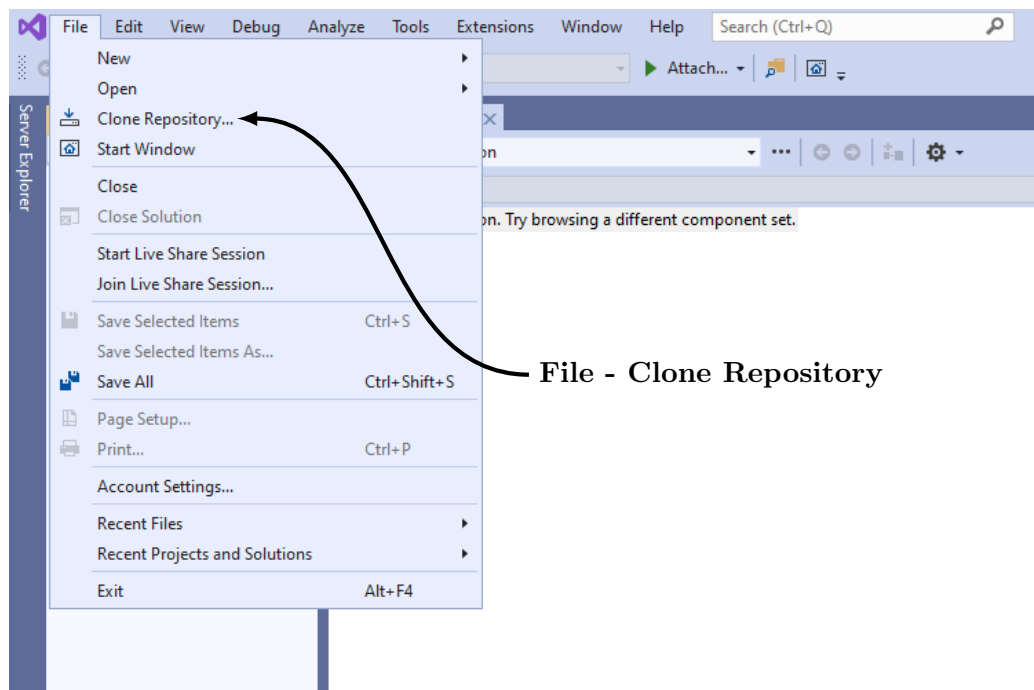 File Edit View Debug Analyze Tools Extensions Window Help Search (Ctrl+Q)
Attach...
Server Explorer
New
Open
Clone Repository...
Start Window
on
Close
Close Solution
on. Try browsing a different component set.
Start Live Share Session
Join Live Share Session...
Save Selected Items Ctrl+S
Save Selected Items As...
File - Clone Repository
Save All Ctrl+Shift+S
Page Setup...
Print... Ctrl+P
Account Settings...
Recent Files
Recent Projects and Solutions
Exit Alt+F4